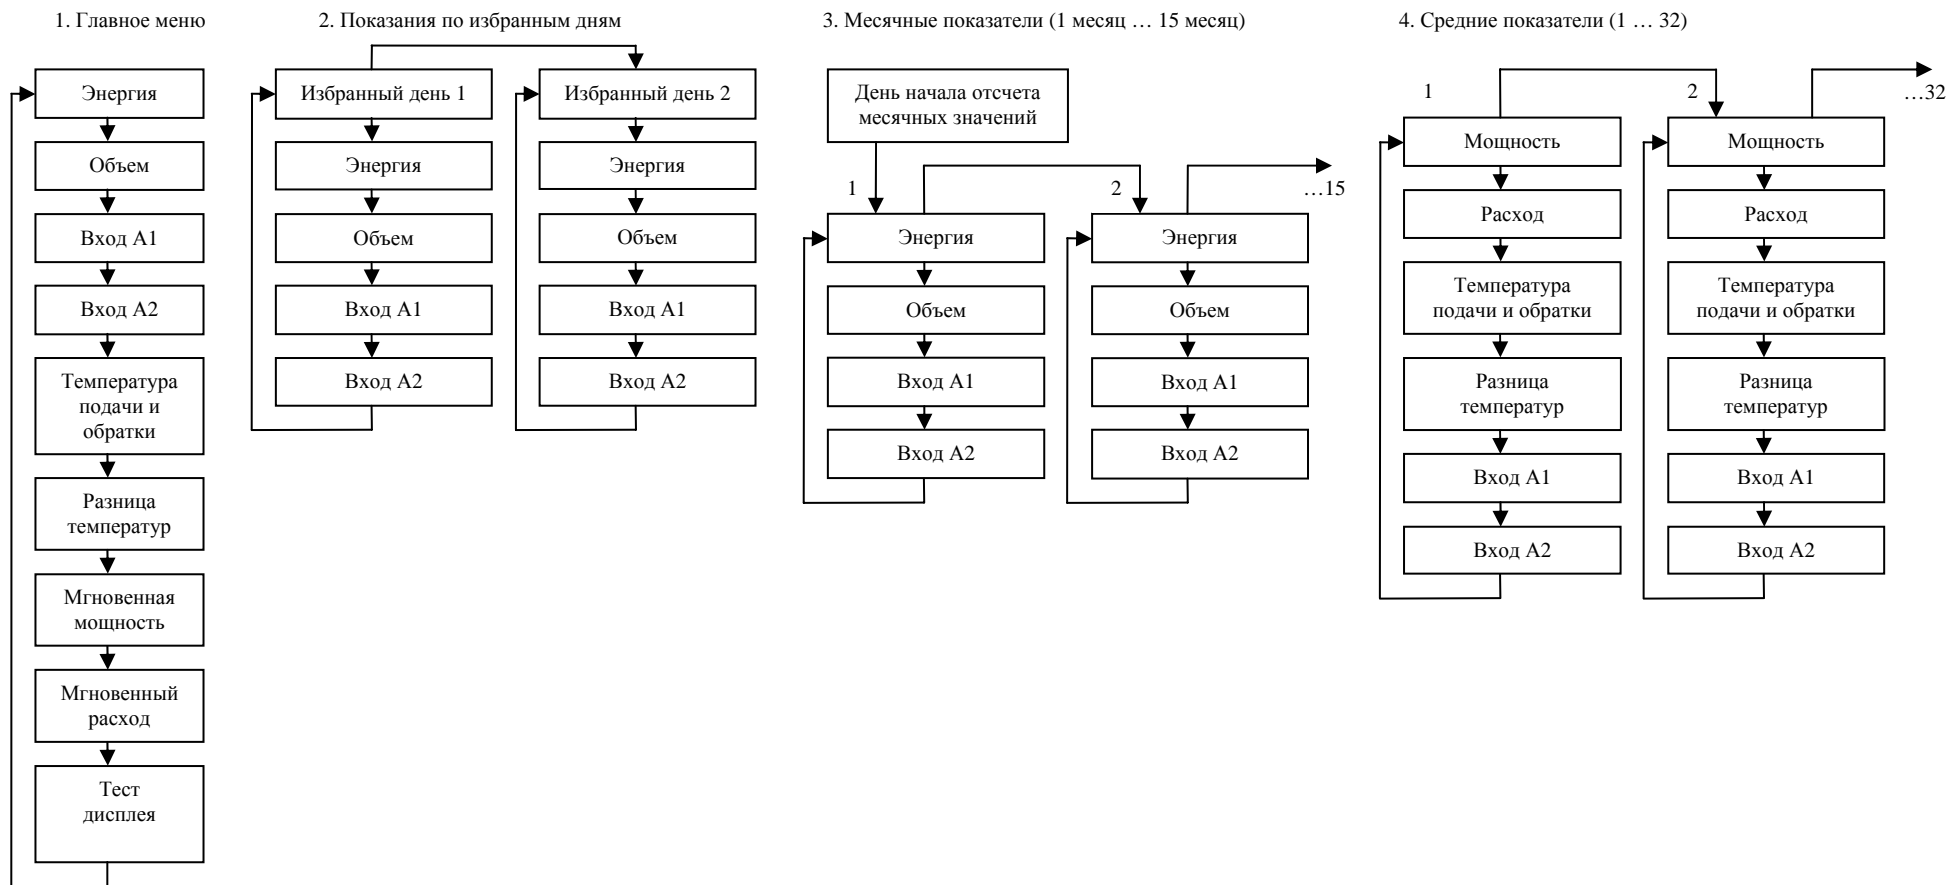 1. Главное меню
Энергия
Объем
Вход А1
Вход А2
Температура
подачи и
обратки
Разница
температур
Мгновенная
мощность
Мгновенный
расход
Тест
дисплея
2. Показания по избранным дням
Избранный день 1
Энергия
Объем
Вход А1
Вход А2
Избранный день 2
Энергия
Объем
Вход А1
Вход А2
3. Месячные показатели (1 месяц … 15 месяц)
День начала отсчета
месячных значений
1
Энергия
Объем
Вход А1
Вход А2
2
Энергия
Объем
Вход А1
Вход А2
…15
4. Средние показатели (1 … 32)
1
Мощность
Расход
Температура
подачи и обратки
Разница
температур
Вход А1
Вход А2
2
Мощность
Расход
Температура
подачи и обратки
Разница
температур
Вход А1
Вход А2
…32